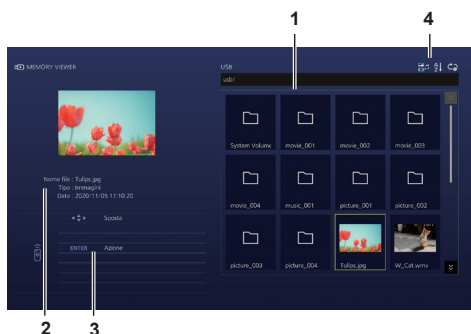 1
4
MEMORY VIEWER
USB
usb/
System Volume
movie_001
movie_002
movie_003
movie_004
music_001
picture_001
picture_002
picture_003
picture_004
Tulips.jpg
W_Cat.wmv
Nome file : Tulips.jpg
Tipo : Immagini
Data : 2020/11/05 17:10:20
Sposta
ENTER Azione
2
3